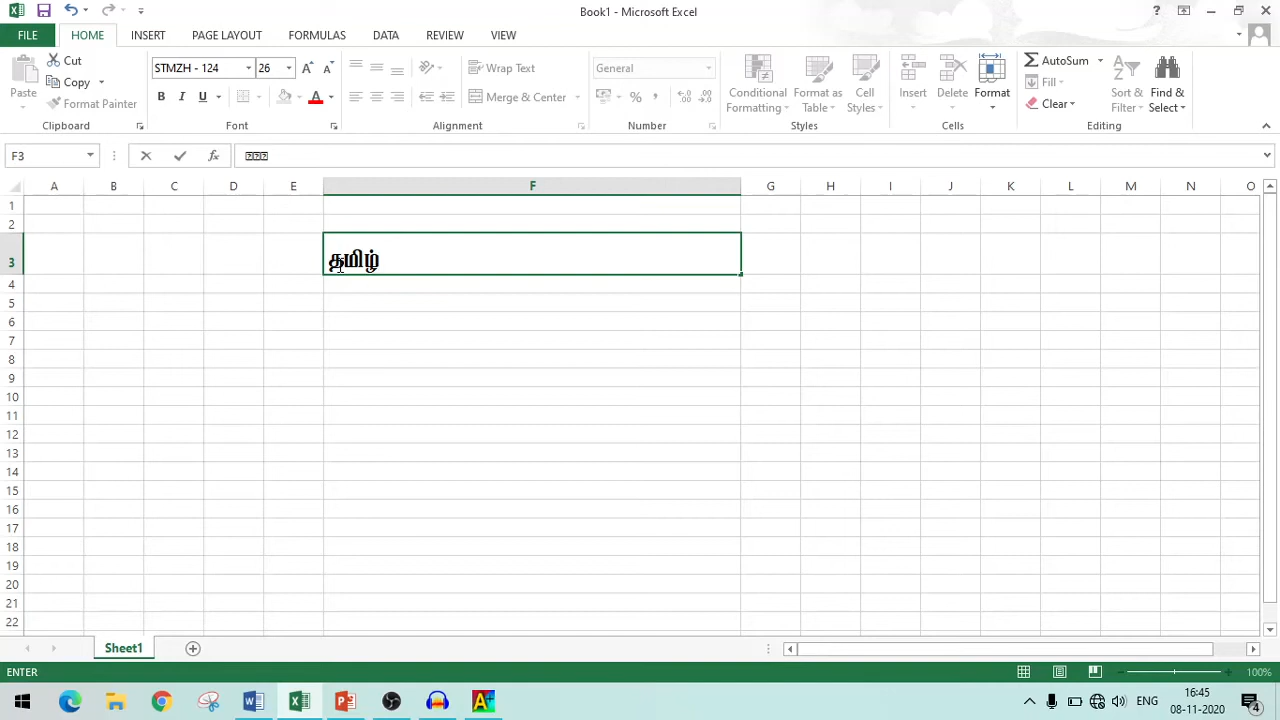 Book1 - Microsoft Excel
?
FILE HOME INSERT PAGE LAYOUT FORMULAS DATA REVIEW VIEW
Paste
Cut
Copy
Format Painter
Clipboard
STMZH - 124 26
B I U
Font
Wrap Text
Merge & Center
Alignment
General
%
Number
Conditional Formatting
Format as Table
Cell Styles
Styles
Insert Delete Format
Cells
AutoSum
Fill
Clear
Sort & Filter
Find & Select
Editing
F3 fx
A B C D E F G H I J K L M N O
1
2
3 தமிழ்
4
5
6
7
8
9
10
11
12
13
14
15
16
17
18
19
20
21
22
Sheet1
ENTER 100%
ENG 16:45
08-11-2020 4